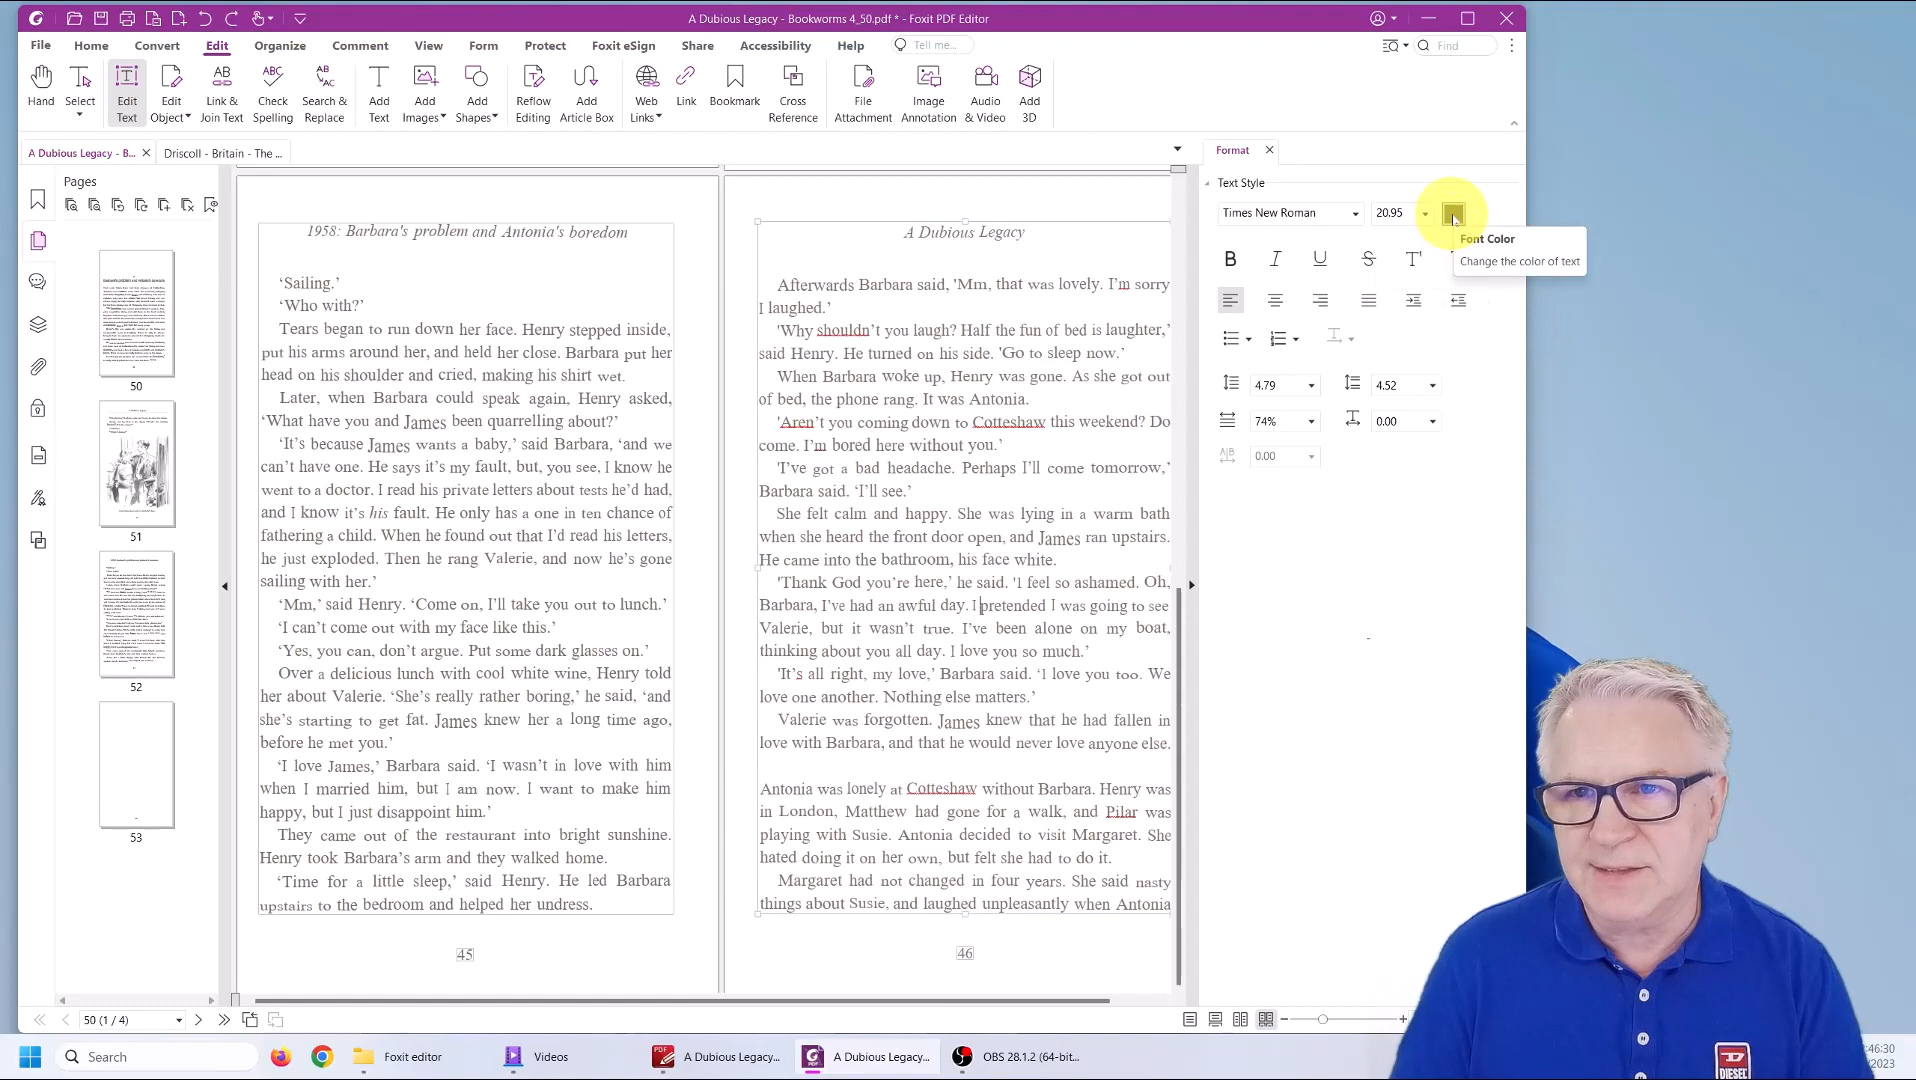 A Dubious Legacy - Bookworms 4_50.pdf * - Foxit PDF Editor
File Home Convert Edit Organize Comment View Form Protect Foxit eSign Share Accessibility Help Tell me... Find
Hand Select Edit Text Edit Object Link & Join Text Check Spelling Search & Replace Add Text Add Images Add Shapes Reflow Editing Add Article Box Web Links Link Bookmark Cross Reference File Attachment Image Annotation Audio & Video Add 3D
A Dubious Legacy - B... Driscoll - Britain - The ...
Pages
50
51
52
53
1958: Barbara's problem and Antonia's boredom
‘Sailing.’
‘Who with?’
Tears began to run down her face. Henry stepped inside,
put his arms around her, and held her close. Barbara put her
head on his shoulder and cried, making his shirt wet.
Later, when Barbara could speak again, Henry asked,
‘What have you and James been quarrelling about?’
‘It’s because James wants a baby,’ said Barbara, ‘and we
can’t have one. He says it’s my fault, but, you see, I know he
went to a doctor. I read his private letters about tests he’d had,
and I know it’s his fault. He only has a one in ten chance of
fathering a child. When he found out that I’d read his letters,
he just exploded. Then he rang Valerie, and now he’s gone
sailing with her.’
‘Mm,’ said Henry. ‘Come on, I’ll take you out to lunch.’
‘I can’t come out with my face like this.’
‘Yes, you can, don’t argue. Put some dark glasses on.’
Over a delicious lunch with cool white wine, Henry told
her about Valerie. ‘She’s really rather boring,’ he said, ‘and
she’s starting to get fat. James knew her a long time ago,
before he met you.’
‘I love James,’ Barbara said. ‘I wasn’t in love with him
when I married him, but I am now. I want to make him
happy, but I just disappoint him.’
They came out of the restaurant into bright sunshine.
Henry took Barbara’s arm and they walked home.
‘Time for a little sleep,’ said Henry. He led Barbara
upstairs to the bedroom and helped her undress.
45
A Dubious Legacy
Afterwards Barbara said, 'Mm, that was lovely. I’m sorry
I laughed.’
'Why shouldn’t you laugh? Half the fun of bed is laughter,’
said Henry. He turned on his side. 'Go to sleep now.’
When Barbara woke up, Henry was gone. As she got out
of bed, the phone rang. It was Antonia.
'Aren’t you coming down to Cotteshaw this weekend? Do
come. I’m bored here without you.’
'I’ve got a bad headache. Perhaps I’ll come tomorrow,’
Barbara said. ‘I’ll see.’
She felt calm and happy. She was lying in a warm bath
when she heard the front door open, and James ran upstairs.
He came into the bathroom, his face white.
'Thank God you’re here,’ he said. 'I feel so ashamed. Oh,
Barbara, I’ve had an awful day. I pretended I was going to see
Valerie, but it wasn’t true. I’ve been alone on my boat,
thinking about you all day. I love you so much.’
'It’s all right, my love,’ Barbara said. ‘I love you too. We
love one another. Nothing else matters.’
Valerie was forgotten. James knew that he had fallen in
love with Barbara, and that he would never love anyone else.
Antonia was lonely at Cotteshaw without Barbara. Henry was
in London, Matthew had gone for a walk, and Pilar was
playing with Susie. Antonia decided to visit Margaret. She
hated doing it on her own, but felt she had to do it.
Margaret had not changed in four years. She said nasty
things about Susie, and laughed unpleasantly when Antonia
46
Format
Text Style
Times New Roman 20.95
Font Color
Change the color of text
4.79 4.52
74% 0.00
0.00
50 (1 / 4)
Search Foxit editor Videos A Dubious Legacy... A Dubious Legacy... OBS 28.1.2 (64-bit...
:46:30
/2023
DIESEL